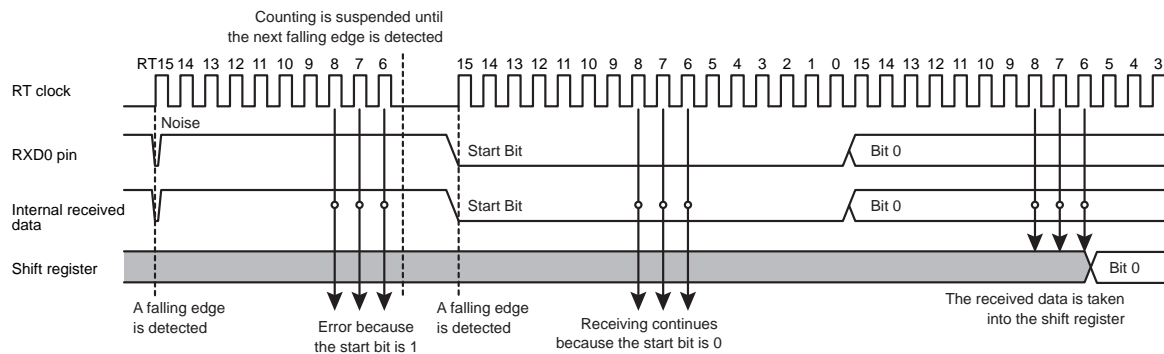 Counting is suspended until
the next falling edge is detected
RT15 14 13 12 11 10 9 8 7 6 15 14 13 12 11 10 9 8 7 6 5 4 3 2 1 0 15 14 13 12 11 10 9 8 7 6 5 4 3
RT clock
Noise
RXD0 pin
Start Bit
Bit 0
Internal received
data
Start Bit
Bit 0
Shift register
Bit 0
A falling edge
is detected
Error because
the start bit is 1
A falling edge
is detected
Receiving continues
because the start bit is 0
The received data is taken
into the shift register